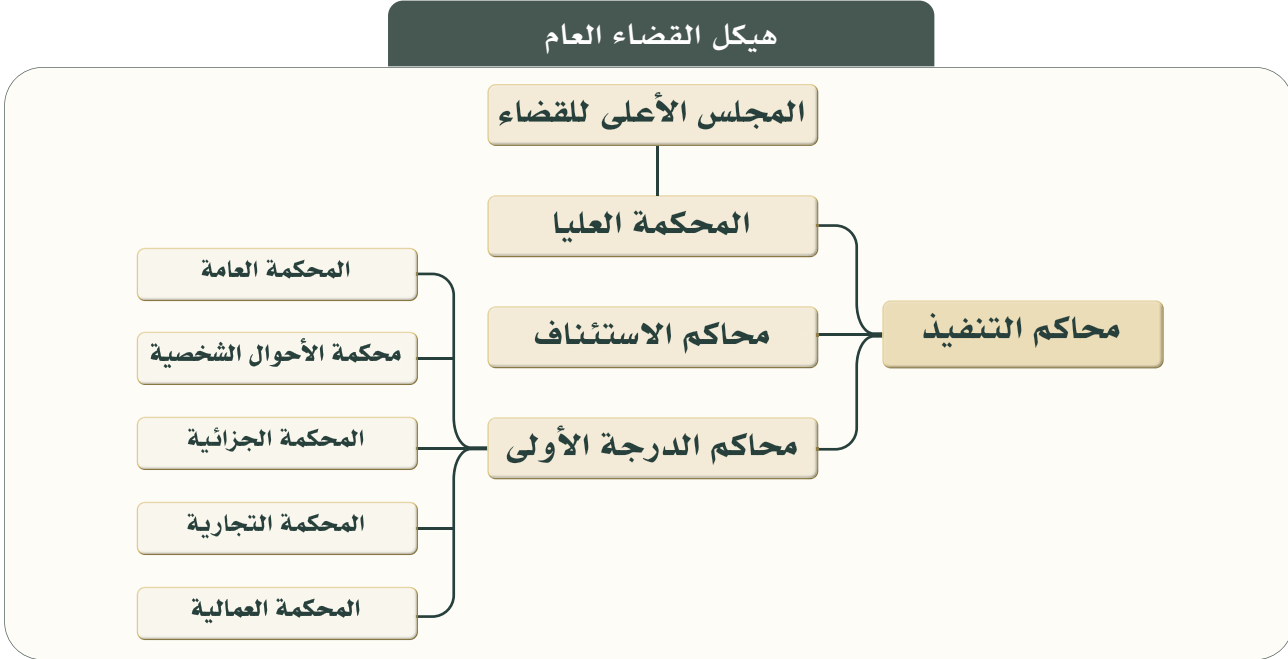 هيكل القضاء العام
المجلس الأعلى للقضاء
المحكمة العليا
محاكم التنفيذ
محاكم الاستئناف
محاكم الدرجة الأولى
المحكمة العامة
محكمة الأحوال الشخصية
المحكمة الجزائية
المحكمة التجارية
المحكمة العمالية